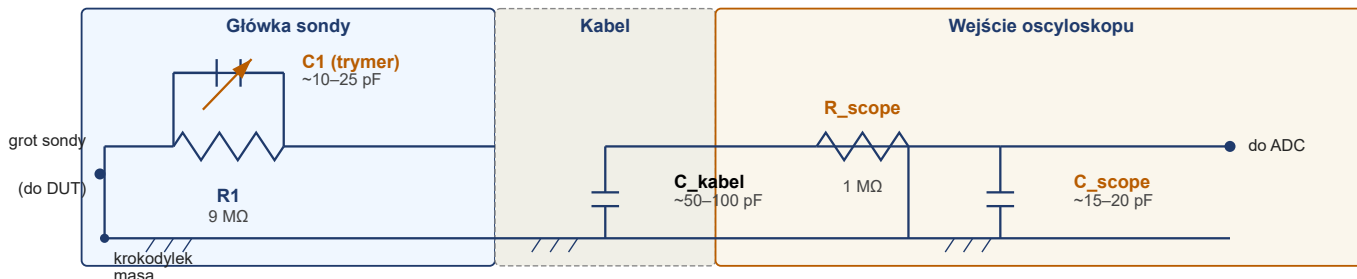 Główka sondy
C1 (trymer)
~10–25 pF
grot sondy
(do DUT)
R1
9 MΩ
krokodylek
masa
Kabel
C_kabel
~50–100 pF
Wejście oscyloskopu
R_scope
1 MΩ
C_scope
~15–20 pF
do ADC